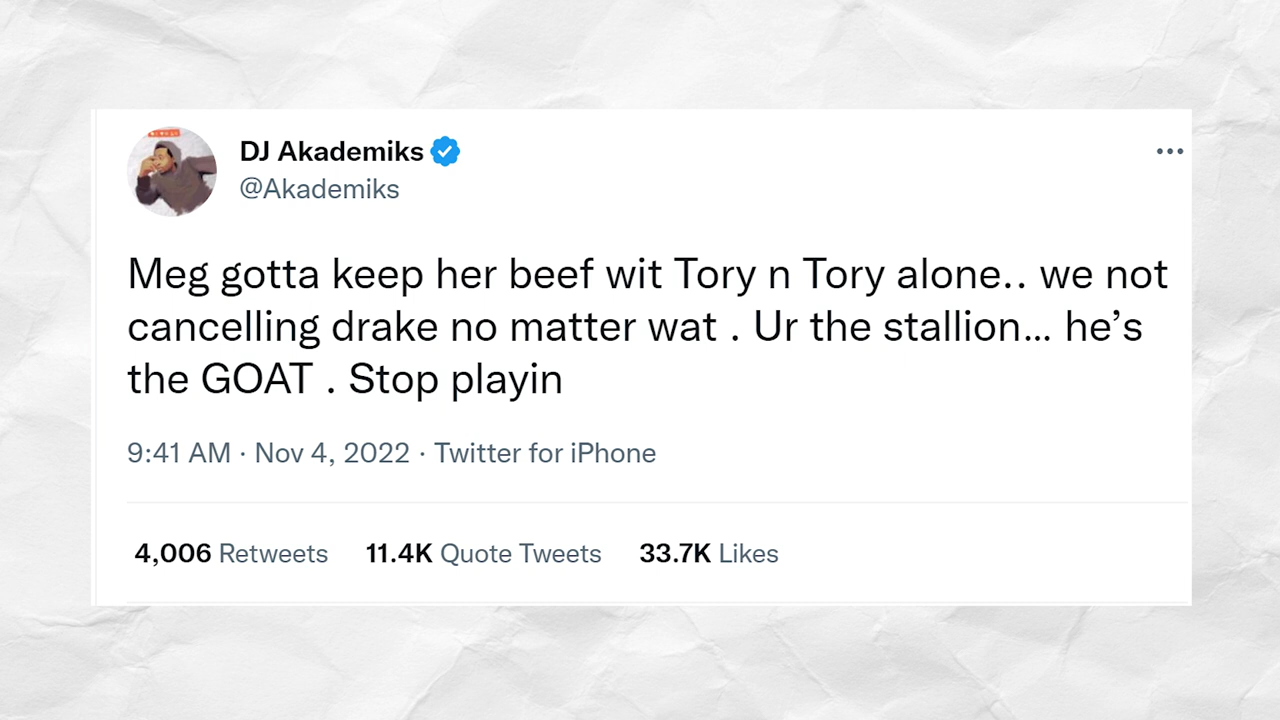 DJ Akademiks
@Akademiks
Meg gotta keep her beef wit Tory n Tory alone.. we not
cancelling drake no matter wat . Ur the stallion... he’s
the GOAT . Stop playin
9:41 AM · Nov 4, 2022 · Twitter for iPhone
4,006 Retweets 11.4K Quote Tweets 33.7K Likes